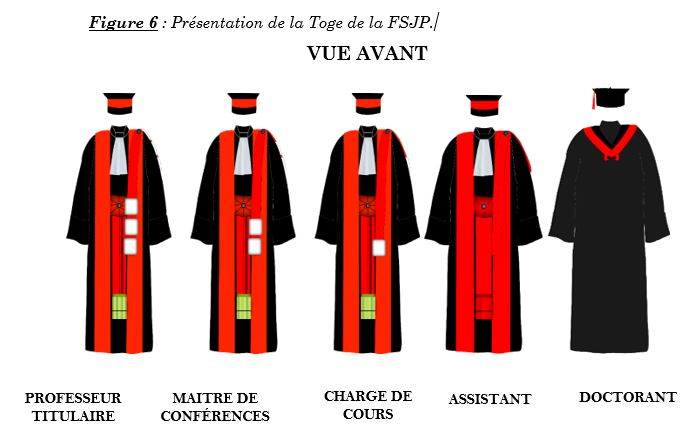 Figure 6 : Présentation de la Toge de la FSJP./
VUE AVANT
PROFESSEUR
TITULAIRE
MAITRE DE
CONFÉRENCES
CHARGE DE
COURS
ASSISTANT
DOCTORANT